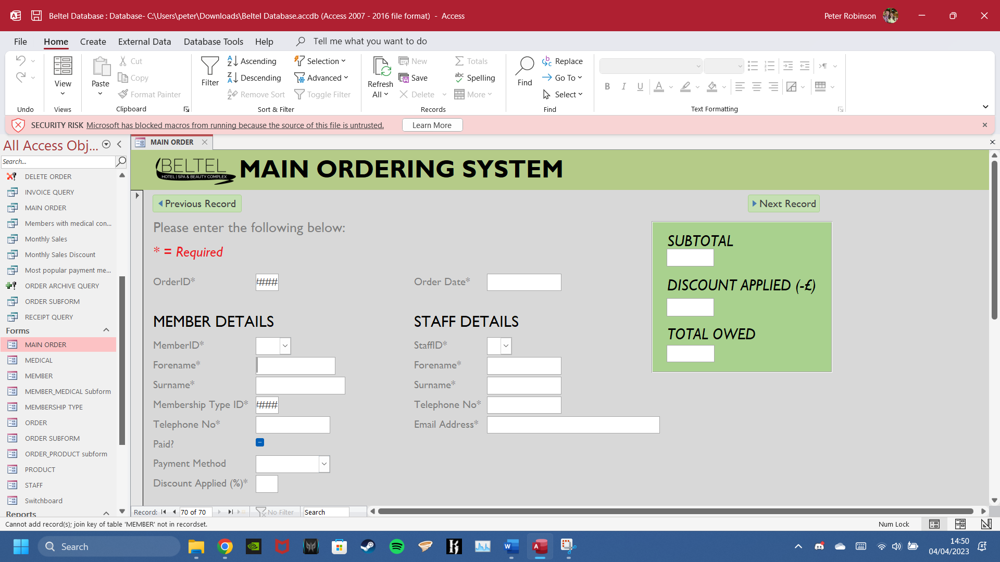 Beltel Database : Database- C:\Users\peter\Downloads\Beltel Database.accdb (Access 2007 - 2016 file format) - Access
Peter Robinson
File Home Create External Data Database Tools Help Tell me what you want to do
Undo
View
Views
Paste
Cut
Copy
Format Painter
Clipboard
Filter
Ascending
Descending
Remove Sort
Selection
Advanced
Toggle Filter
Sort & Filter
Refresh
All
New
Save
Delete
Totals
Spelling
More
Records
Find
Replace
Go To
Select
Find
B I U A
Text Formatting
SECURITY RISK Microsoft has blocked macros from running because the source of this file is untrusted.
Learn More
All Access Obj...
Search...
DELETE ORDER
INVOICE QUERY
MAIN ORDER
Members with medical con...
Monthly Sales
Monthly Sales Discount
Most popular payment me...
ORDER ARCHIVE QUERY
ORDER SUBFORM
RECEIPT QUERY
Forms
MAIN ORDER
MEDICAL
MEMBER
MEMBER_MEDICAL Subform
MEMBERSHIP TYPE
ORDER
ORDER SUBFORM
ORDER_PRODUCT subform
PRODUCT
STAFF
Switchboard
Reports
MAIN ORDER
BELTEL
HOTEL | SPA & BEAUTY COMPLEX
MAIN ORDERING SYSTEM
Previous Record
Next Record
Please enter the following below:
* = Required
OrderID* ####
Order Date*
MEMBER DETAILS
MemberID*
Forename*
Surname*
Membership Type ID* ####
Telephone No*
Paid?
Payment Method
Discount Applied (%)*
STAFF DETAILS
StaffID*
Forename*
Surname*
Telephone No*
Email Address*
SUBTOTAL
DISCOUNT APPLIED (-£)
TOTAL OWED
Record: 70 of 70 No Filter Search
Cannot add record(s); join key of table 'MEMBER' not in recordset.
Num Lock
Search
14:50
04/04/2023